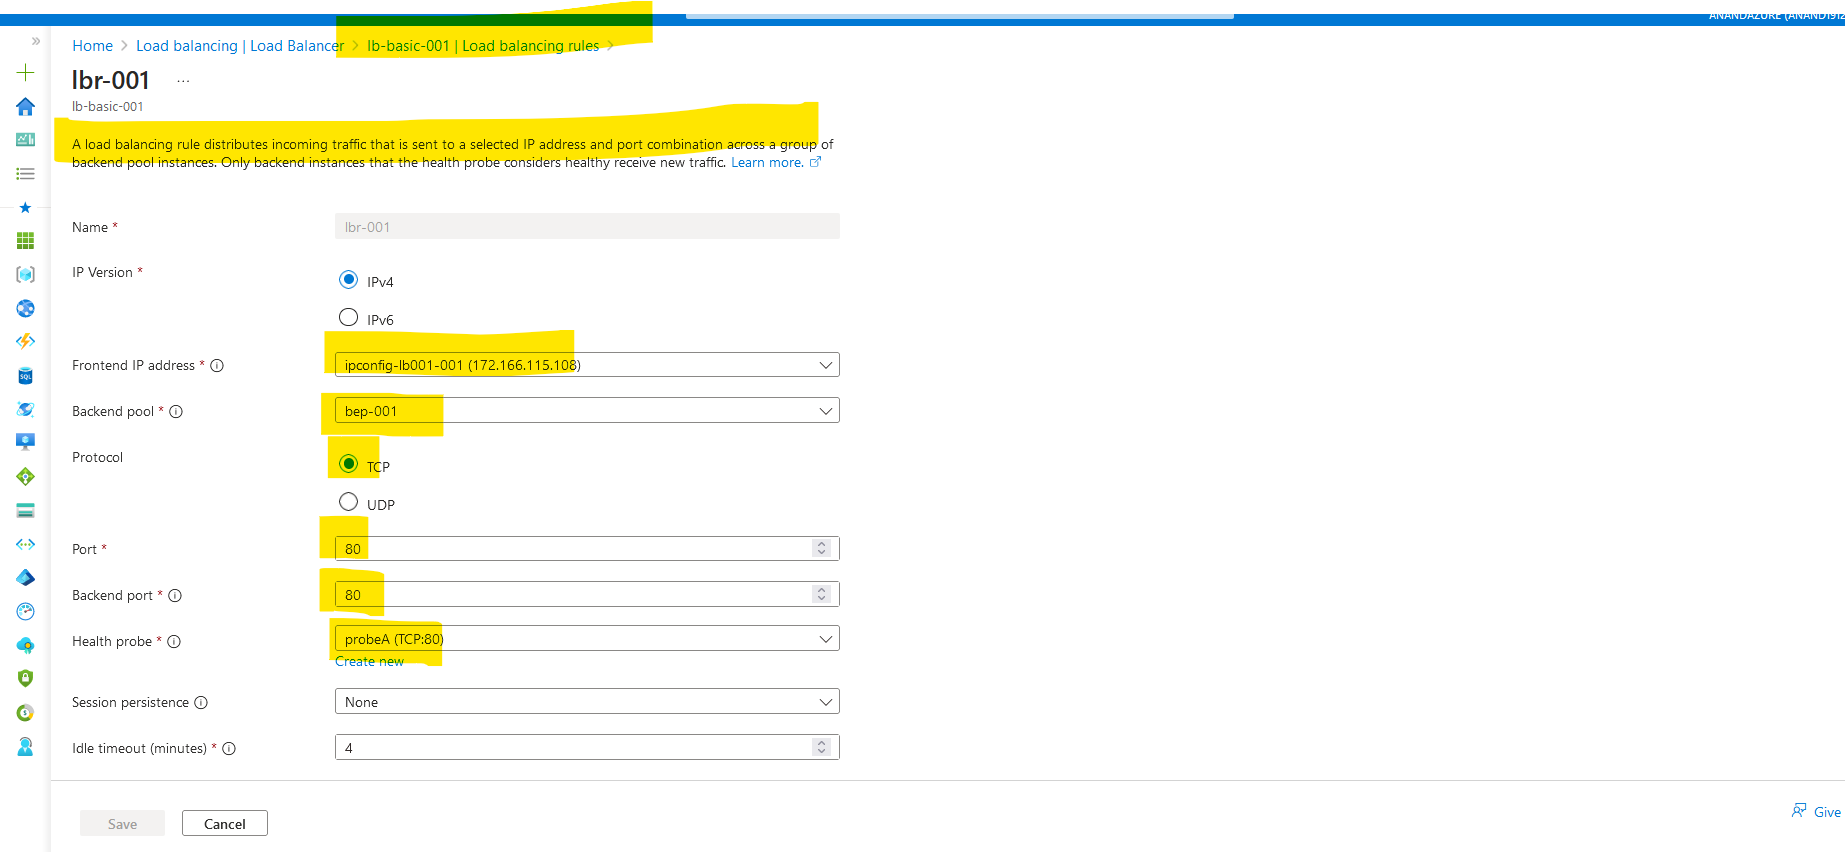 ANANDAZURE (ANAND1912
Home > Load balancing | Load Balancer > lb-basic-001 | Load balancing rules >
lbr-001 ...
lb-basic-001
A load balancing rule distributes incoming traffic that is sent to a selected IP address and port combination across a group of
backend pool instances. Only backend instances that the health probe considers healthy receive new traffic. Learn more.
Name * lbr-001
IP Version *
IPv4
IPv6
Frontend IP address * ipconfig-lb001-001 (172.166.115.108)
Backend pool * bep-001
Protocol
TCP
UDP
Port * 80
Backend port * 80
Health probe * probeA (TCP:80)
Create new
Session persistence None
Idle timeout (minutes) * 4
Save Cancel
Give